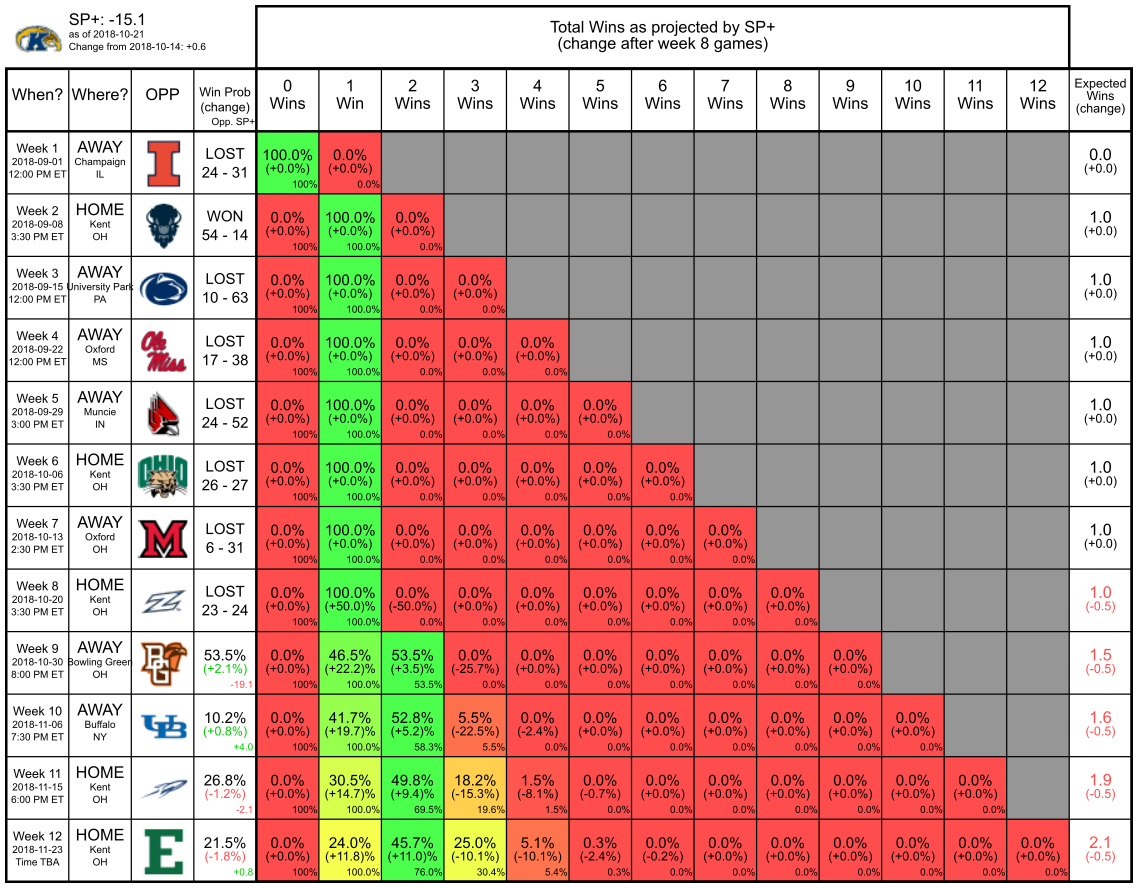 SP+: -15.1
as of 2018-10-21
Change from 2018-10-14: +0.6
Total Wins as projected by SP+
(change after week 8 games)
When?
Where?
OPP
Win Prob
(change)
Opp. SP+
0
Wins
1
Win
2
Wins
3
Wins
4
Wins
5
Wins
6
Wins
7
Wins
8
Wins
9
Wins
10
Wins
11
Wins
12
Wins
Expected
Wins
(change)
Week 1
2018-09-01
12:00 PM ET
AWAY
Champaign
IL
I
LOST
24 - 31
100.0%
(+0.0%)
100%
0.0%
(+0.0%)
0.0%
0.0
(+0.0)
Week 2
2018-09-08
3:30 PM ET
HOME
Kent
OH
WON
54 - 14
0.0%
(+0.0%)
100%
100.0%
(+0.0%)
100.0%
0.0%
(+0.0%)
0.0%
1.0
(+0.0)
Week 3
2018-09-15
12:00 PM ET
AWAY
University Park
PA
LOST
10 - 63
0.0%
(+0.0%)
100%
100.0%
(+0.0%)
100.0%
0.0%
(+0.0%)
0.0%
0.0%
(+0.0%)
0.0%
1.0
(+0.0)
Week 4
2018-09-22
12:00 PM ET
AWAY
Oxford
MS
Ole
Miss
LOST
17 - 38
0.0%
(+0.0%)
100%
100.0%
(+0.0%)
100.0%
0.0%
(+0.0%)
0.0%
0.0%
(+0.0%)
0.0%
0.0%
(+0.0%)
0.0%
1.0
(+0.0)
Week 5
2018-09-29
3:00 PM ET
AWAY
Muncie
IN
LOST
24 - 52
0.0%
(+0.0%)
100%
100.0%
(+0.0%)
100.0%
0.0%
(+0.0%)
0.0%
0.0%
(+0.0%)
0.0%
0.0%
(+0.0%)
0.0%
0.0%
(+0.0%)
0.0%
1.0
(+0.0)
Week 6
2018-10-06
3:30 PM ET
HOME
Kent
OH
OHIO
LOST
26 - 27
0.0%
(+0.0%)
100%
100.0%
(+0.0%)
100.0%
0.0%
(+0.0%)
0.0%
0.0%
(+0.0%)
0.0%
0.0%
(+0.0%)
0.0%
0.0%
(+0.0%)
0.0%
0.0%
(+0.0%)
0.0%
1.0
(+0.0)
Week 7
2018-10-13
2:30 PM ET
AWAY
Oxford
OH
M
LOST
6 - 31
0.0%
(+0.0%)
100%
100.0%
(+0.0%)
100.0%
0.0%
(+0.0%)
0.0%
0.0%
(+0.0%)
0.0%
0.0%
(+0.0%)
0.0%
0.0%
(+0.0%)
0.0%
0.0%
(+0.0%)
0.0%
0.0%
(+0.0%)
0.0%
1.0
(+0.0)
Week 8
2018-10-20
3:30 PM ET
HOME
Kent
OH
Z
LOST
23 - 24
0.0%
(+0.0%)
100%
100.0%
(+50.0)%
100.0%
0.0%
(-50.0%)
0.0%
0.0%
(+0.0%)
0.0%
0.0%
(+0.0%)
0.0%
0.0%
(+0.0%)
0.0%
0.0%
(+0.0%)
0.0%
0.0%
(+0.0%)
0.0%
0.0%
(+0.0%)
0.0%
1.0
(-0.5)
Week 9
2018-10-30
8:00 PM ET
AWAY
Bowling Green
OH
BG
53.5%
(+2.1%)
-19.1
0.0%
(+0.0%)
100%
46.5%
(+22.2)%
100.0%
53.5%
(+3.5)%
53.5%
0.0%
(-25.7%)
0.0%
0.0%
(+0.0%)
0.0%
0.0%
(+0.0%)
0.0%
0.0%
(+0.0%)
0.0%
0.0%
(+0.0%)
0.0%
0.0%
(+0.0%)
0.0%
0.0%
(+0.0%)
0.0%
1.5
(-0.5)
Week 10
2018-11-06
7:30 PM ET
AWAY
Buffalo
NY
UB
10.2%
(+0.8%)
+4.0
0.0%
(+0.0%)
100%
41.7%
(+19.7)%
100.0%
52.8%
(+5.2)%
58.3%
5.5%
(-22.5%)
5.5%
0.0%
(-2.4%)
0.0%
0.0%
(+0.0%)
0.0%
0.0%
(+0.0%)
0.0%
0.0%
(+0.0%)
0.0%
0.0%
(+0.0%)
0.0%
0.0%
(+0.0%)
0.0%
0.0%
(+0.0%)
0.0%
1.6
(-0.5)
Week 11
2018-11-15
6:00 PM ET
HOME
Kent
OH
26.8%
(-1.2%)
-2.1
0.0%
(+0.0%)
100%
30.5%
(+14.7)%
100.0%
49.8%
(+9.4)%
69.5%
18.2%
(-15.3%)
19.6%
1.5%
(-8.1%)
1.5%
0.0%
(-0.7%)
0.0%
0.0%
(+0.0%)
0.0%
0.0%
(+0.0%)
0.0%
0.0%
(+0.0%)
0.0%
0.0%
(+0.0%)
0.0%
0.0%
(+0.0%)
0.0%
0.0%
(+0.0%)
0.0%
1.9
(-0.5)
Week 12
2018-11-23
Time TBA
HOME
Kent
OH
E
21.5%
(-1.8%)
+0.8
0.0%
(+0.0%)
100%
24.0%
(+11.8)%
100.0%
45.7%
(+11.0)%
76.0%
25.0%
(-10.1%)
30.4%
5.1%
(-10.1%)
5.4%
0.3%
(-2.4%)
0.3%
0.0%
(-0.2%)
0.0%
0.0%
(+0.0%)
0.0%
0.0%
(+0.0%)
0.0%
0.0%
(+0.0%)
0.0%
0.0%
(+0.0%)
0.0%
0.0%
(+0.0%)
0.0%
0.0%
(+0.0%)
0.0%
2.1
(-0.5)